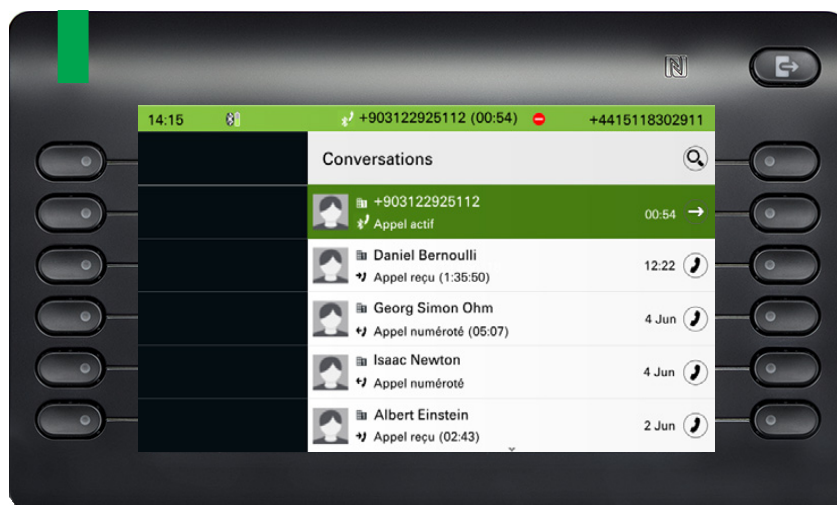 14:15 +903122925112 (00:54) +4415118302911
Conversations
+903122925112
00:54
Appel actif
Daniel Bernoulli
12:22
Appel reçu (1:35:50)
Georg Simon Ohm
4 Jun
Appel numéroté (05:07)
Isaac Newton
4 Jun
Appel numéroté
Albert Einstein
2 Jun
Appel reçu (02:43)